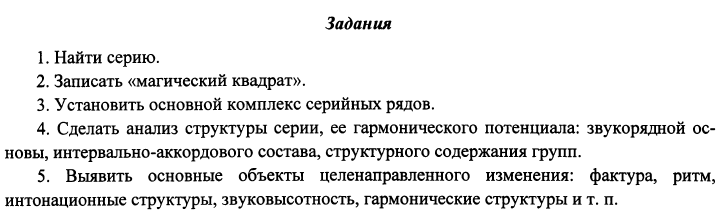 Задания
1. Найти серию.
2. Записать «магический квадрат».
3. Установить основной комплекс серийных рядов.
4. Сделать анализ структуры серии, ее гармонического потенциала: звукорядной ос-
новы, интервально-аккордового состава, структурного содержания групп.
5. Выявить основные объекты целенаправленного изменения: фактура, ритм,
интонационные структуры, звуковысотность, гармонические структуры и т. п.